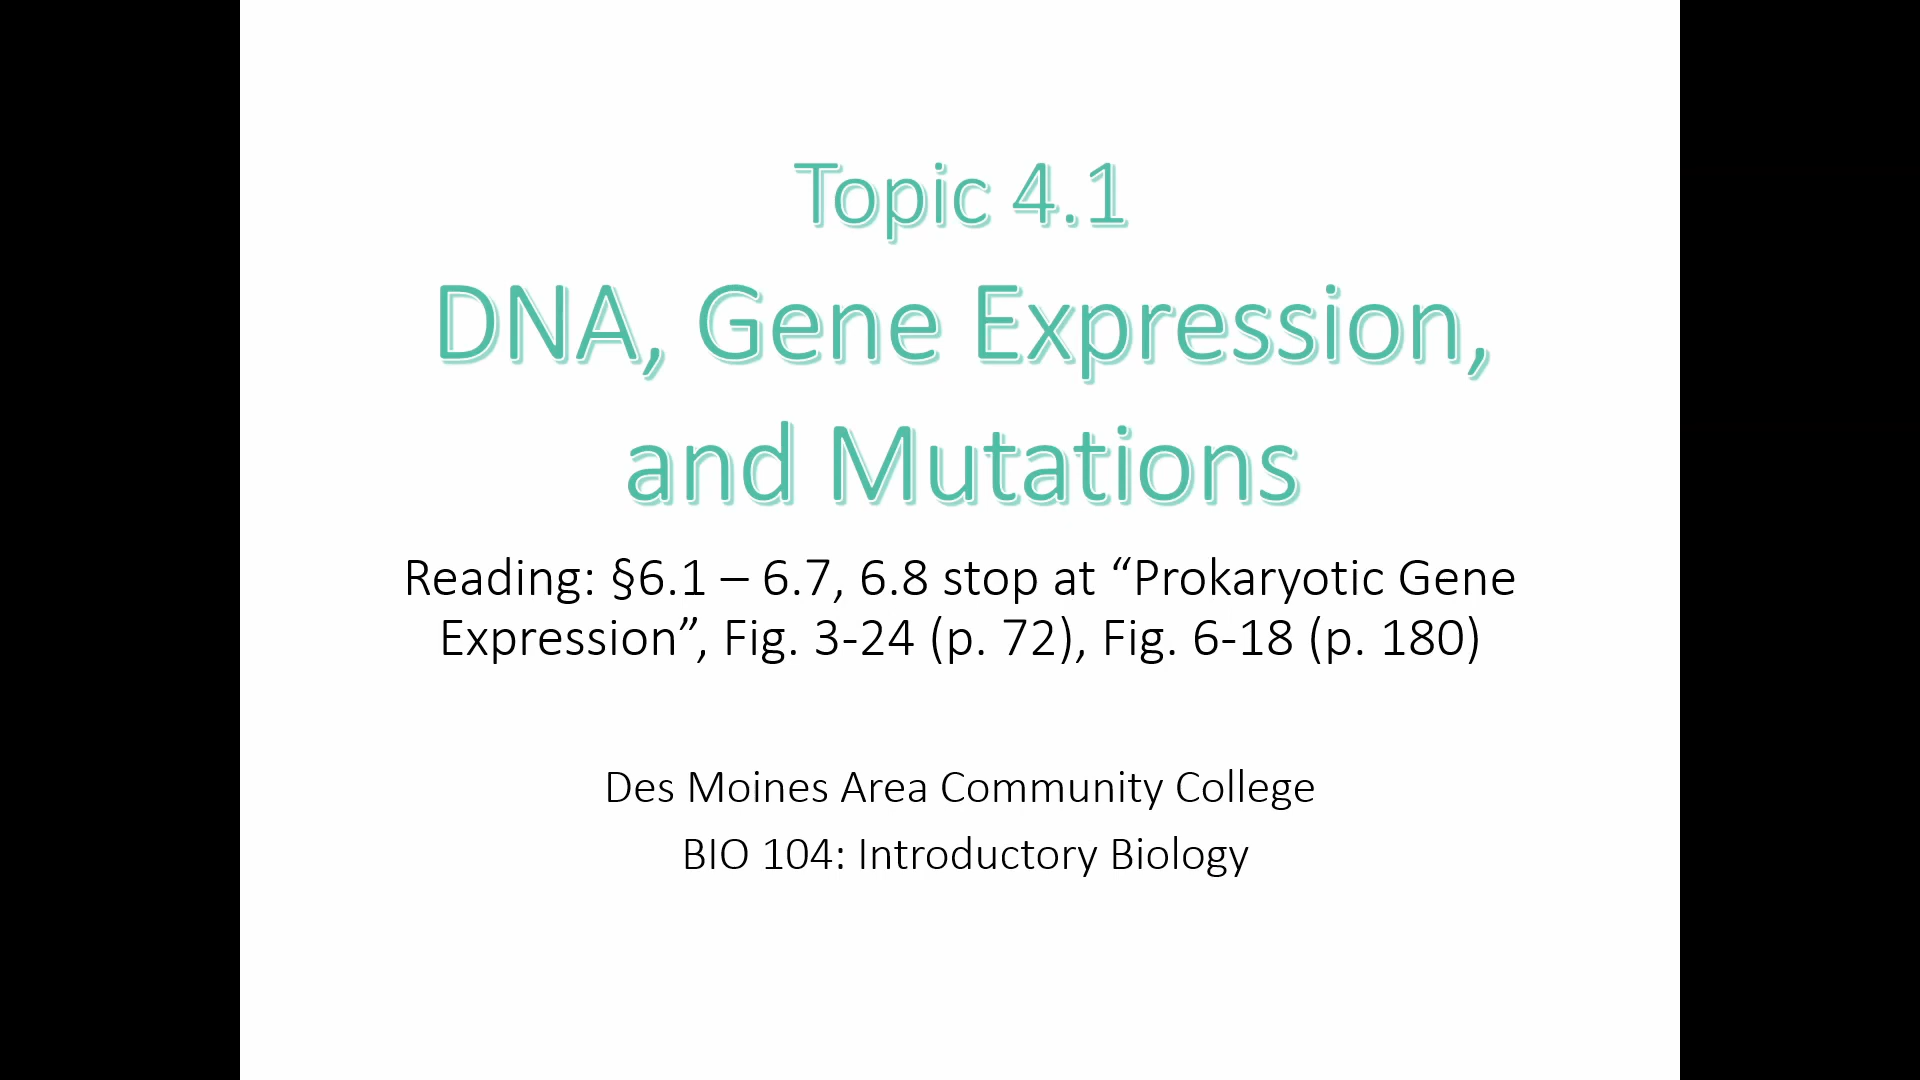 Topic 4.1
DNA, Gene Expression,
and Mutations
Reading: §6.1 – 6.7, 6.8 stop at “Prokaryotic Gene
Expression”, Fig. 3-24 (p. 72), Fig. 6-18 (p. 180)
Des Moines Area Community College
BIO 104: Introductory Biology